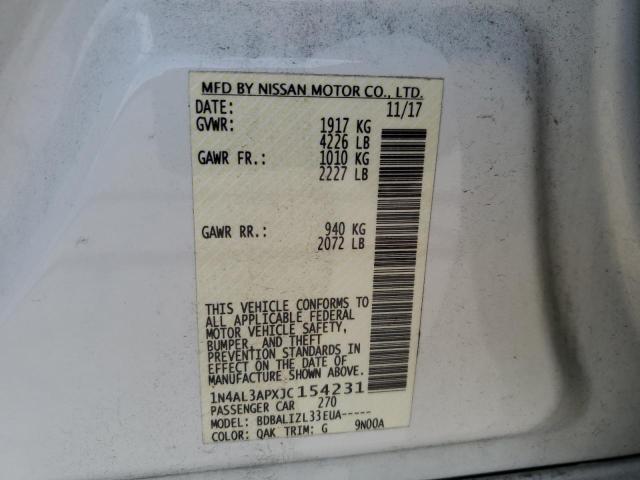 MFD BY NISSAN MOTOR CO., LTD.
DATE: 11/17
GVWR: 1917 KG
4226 LB
GAWR FR.: 1010 KG
2227 LB
GAWR RR.: 940 KG
2072 LB
THIS VEHICLE CONFORMS TO
ALL APPLICABLE FEDERAL
MOTOR VEHICLE SAFETY,
BUMPER, AND THEFT
PREVENTION STANDARDS IN
EFFECT ON THE DATE OF
MANUFACTURE SHOWN ABOVE.
1N4AL3APXJC154231
PASSENGER CAR 270
MODEL: BDBALIZL33EUA-----
COLOR: QAK TRIM: G 9N00A